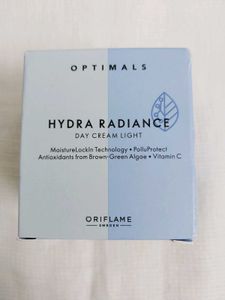 OPTIMALS
HYDRA RADIANCE
DAY CREAM LIGHT
MoistureLockIn Technology • PolluProtect
Antioxidants from Brown-Green Algae • Vitamin C
ORIFLAME
SWEDEN